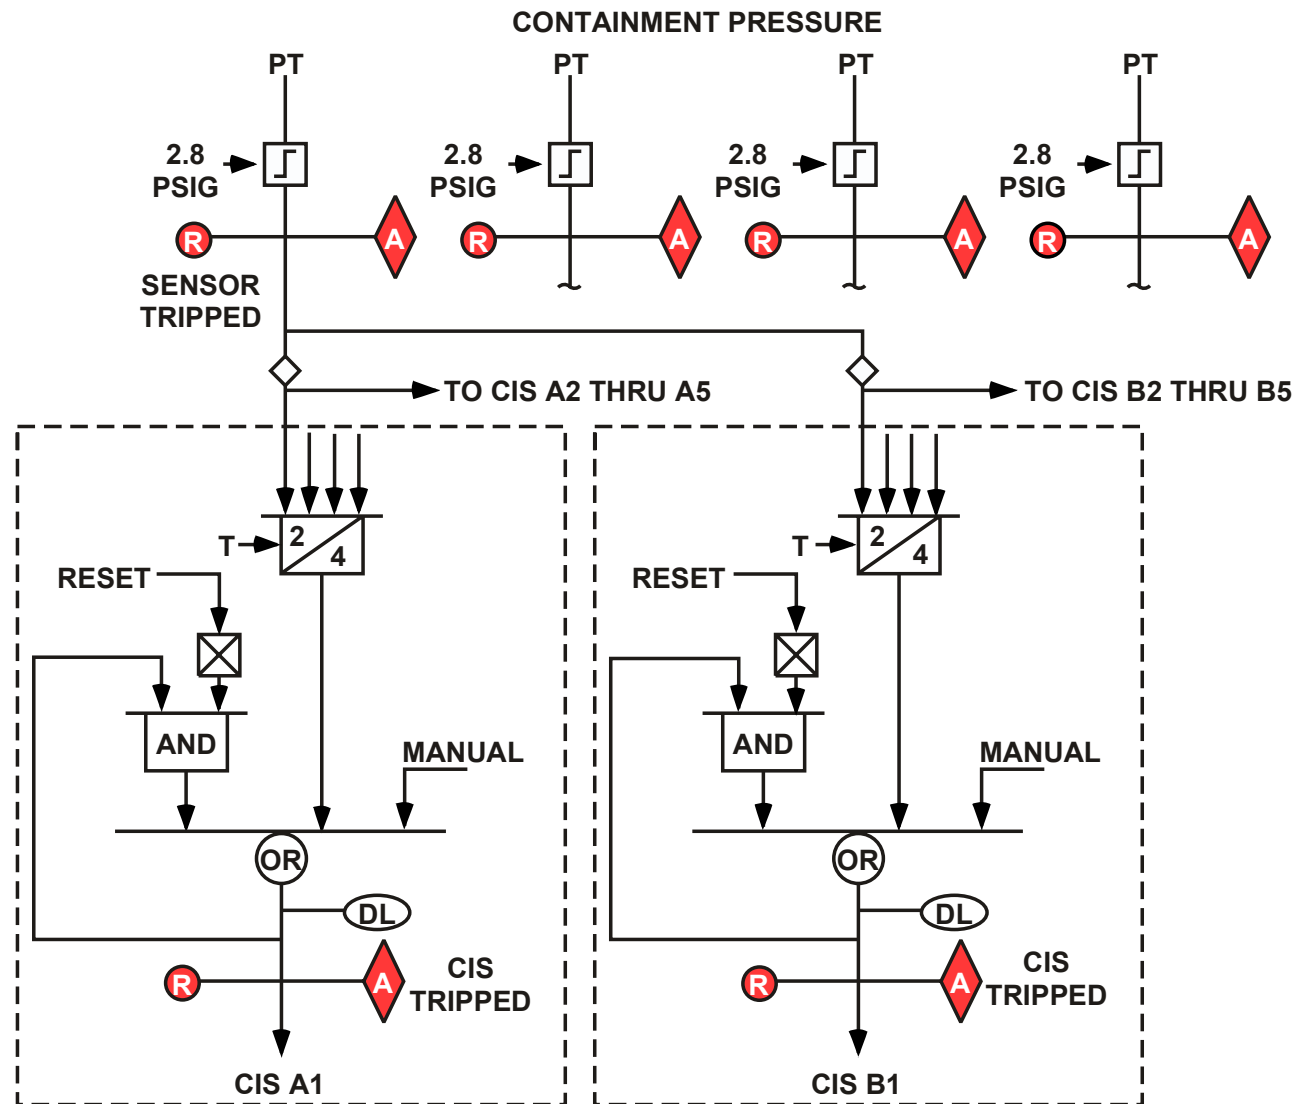 CONTAINMENT PRESSURE
PT PT PT PT
2.8 2.8 2.8 2.8
PSIG PSIG PSIG PSIG
R A R A R A R A
SENSOR
TRIPPED
TO CIS A2 THRU A5 TO CIS B2 THRU B5
T 2 4
RESET
AND
MANUAL
OR
DL
R A CIS
TRIPPED
CIS A1
T 2 4
RESET
AND
MANUAL
OR
DL
R A CIS
TRIPPED
CIS B1